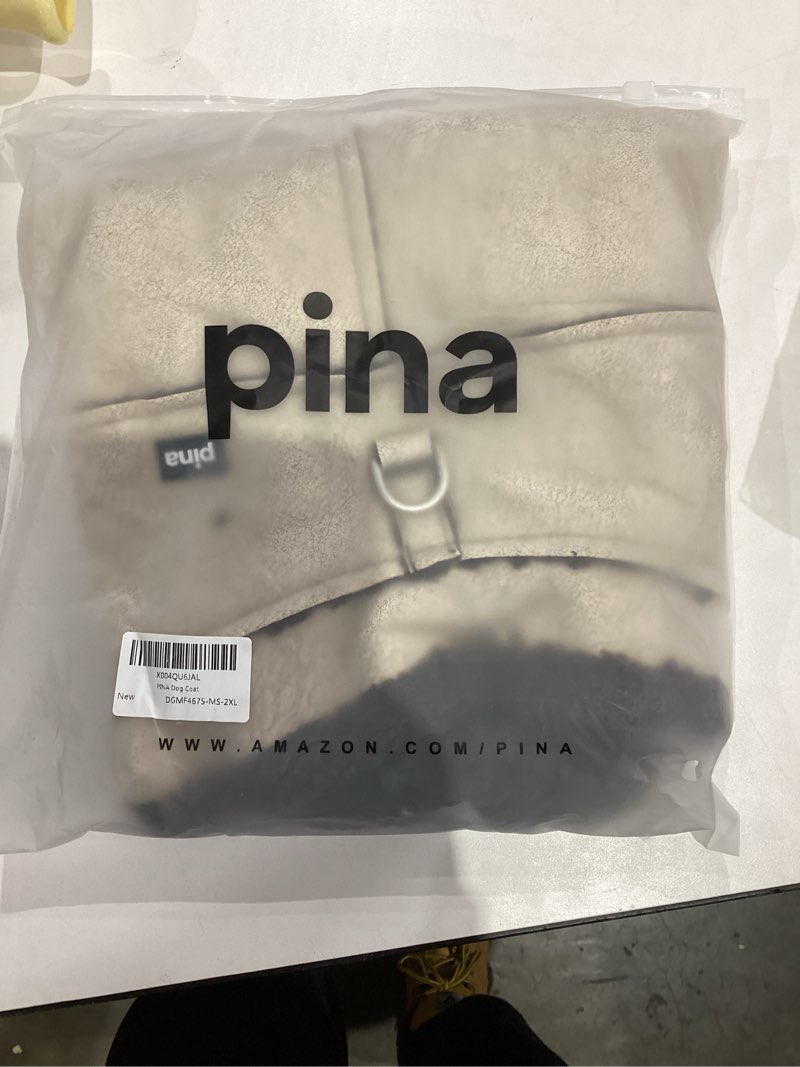 pina
pina
X004QU6JAL
PINA Dog Coat
New DGMF4675-MS-2XL
WWW.AMAZON.COM/PINA